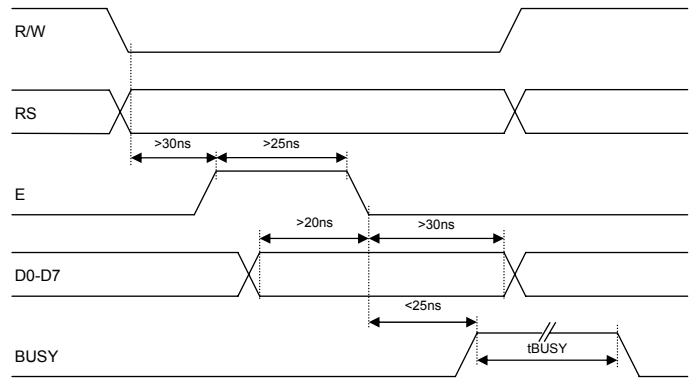 R/W
RS
>30ns >25ns
E
>20ns >30ns
D0-D7
<25ns
BUSY tBUSY